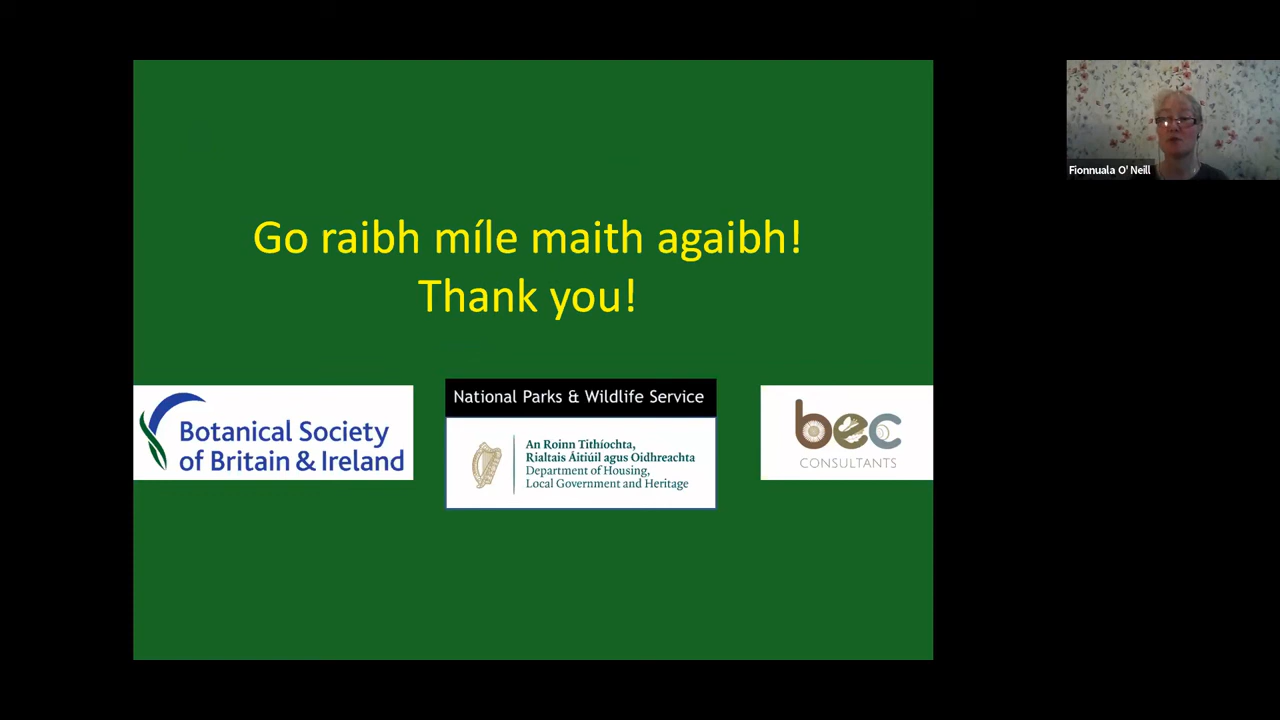 Go raibh míle maith agaibh!
Thank you!
Botanical Society
of Britain & Ireland
National Parks & Wildlife Service
An Roinn Tithíochta,
Rialtais Áitiúil agus Oidhreachta
Department of Housing,
Local Government and Heritage
bec
CONSULTANTS
Fionnuala O' Neill